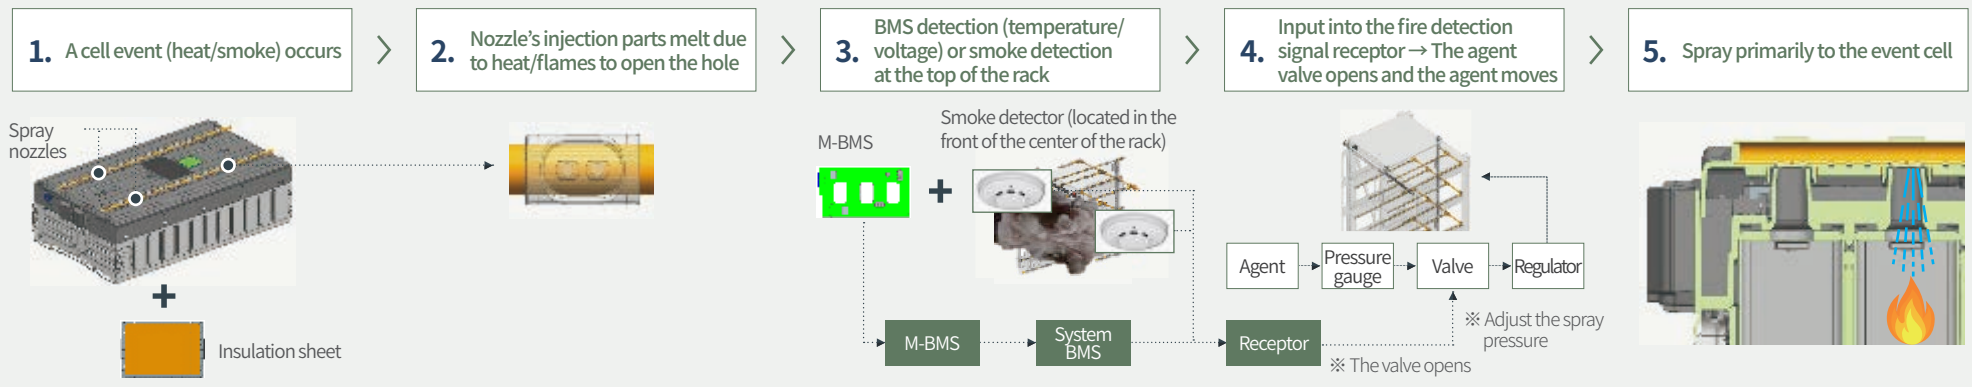 1. A cell event (heat/smoke) occurs
2. Nozzle's injection parts melt due
to heat/flames to open the hole
3. BMS detection (temperature/
voltage) or smoke detection
at the top of the rack
4. Input into the fire detection
signal receptor → The agent
valve opens and the agent moves
5. Spray primarily to the event cell
Spray
nozzles
+
Insulation sheet
M-BMS
+
Smoke detector (located in the
front of the center of the rack)
M-BMS
System
BMS
Receptor
Agent
Pressure
gauge
Valve
Regulator
※ The valve opens
※ Adjust the spray
pressure